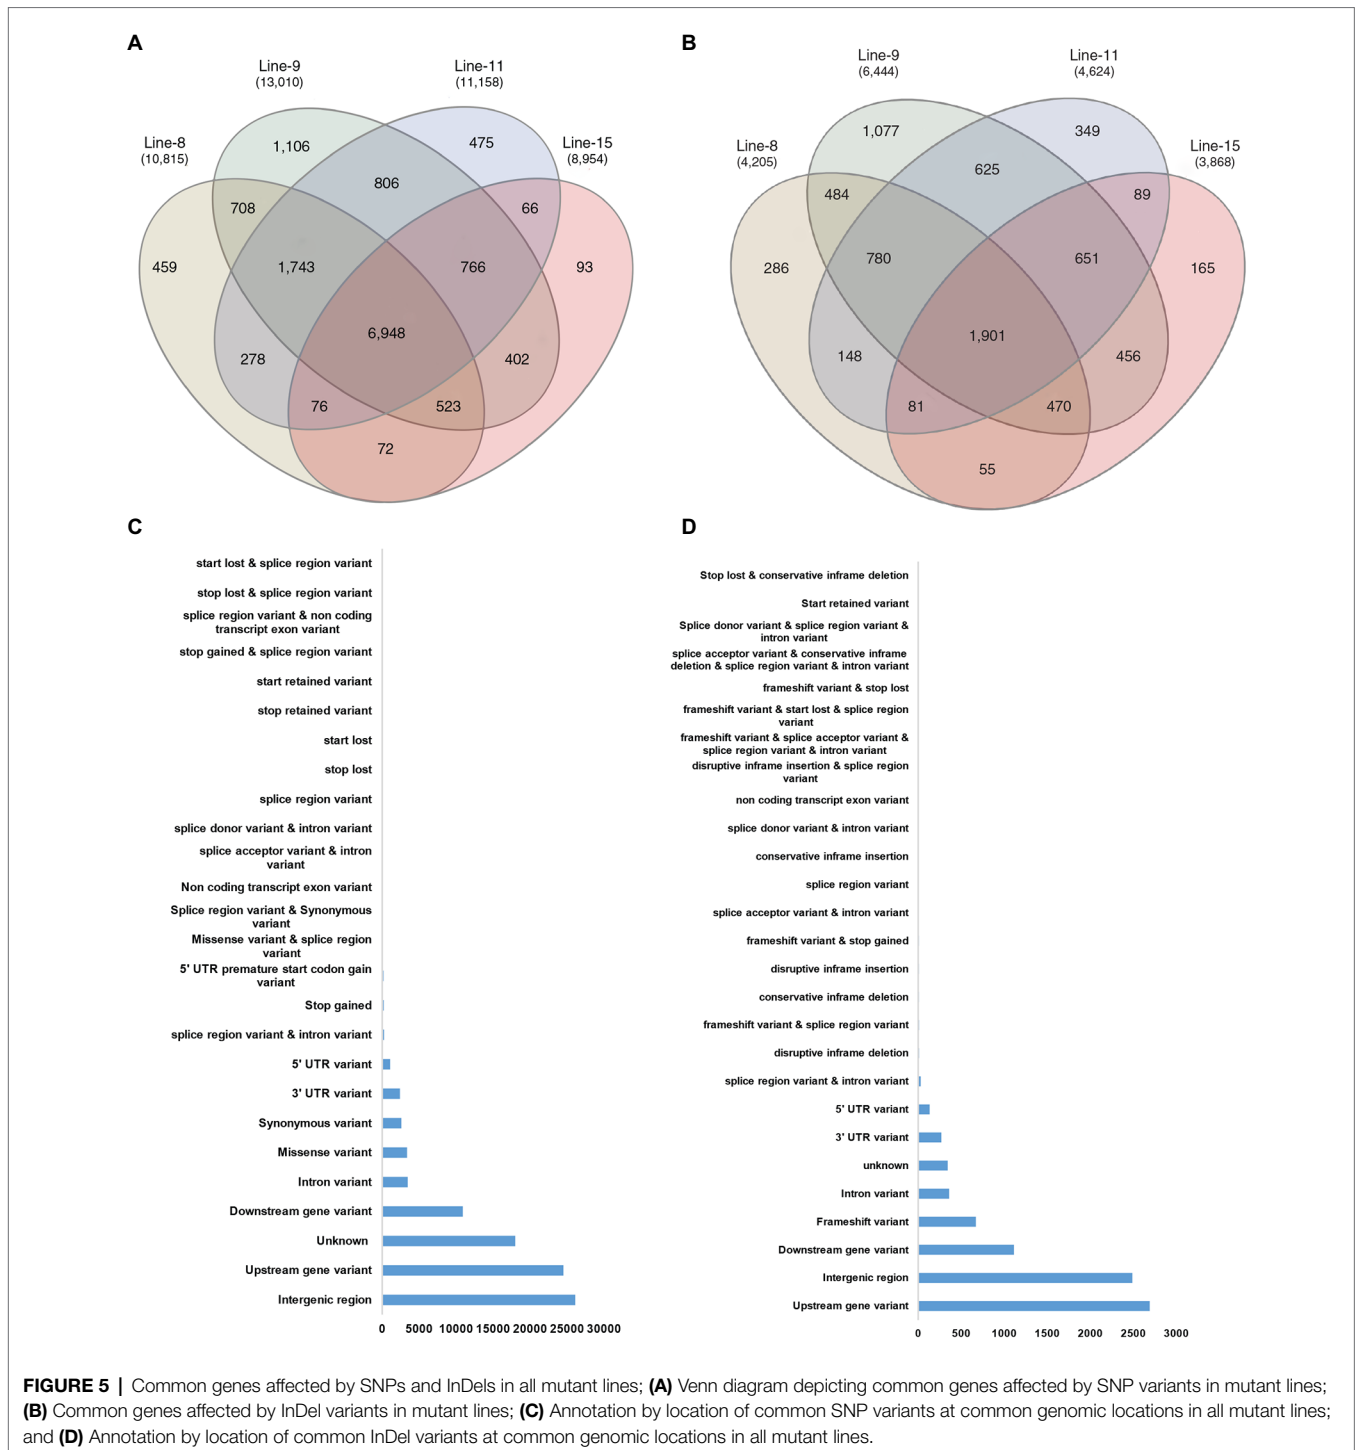 A
Line-9
(13,010)
Line-11
(11,158)
Line-8
(10,815)
Line-15
(8,954)
1,106
475
806
708
66
459
1,743
766
93
6,948
278
402
76
523
72
B
Line-9
(6,444)
Line-11
(4,624)
Line-8
(4,205)
Line-15
(3,868)
1,077
349
625
484
89
286
780
651
165
1,901
148
456
81
470
55
C
start lost & splice region variant
stop lost & splice region variant
splice region variant & non coding
transcript exon variant
stop gained & splice region variant
start retained variant
stop retained variant
start lost
stop lost
splice region variant
splice donor variant & intron variant
splice acceptor variant & intron
variant
Non coding transcript exon variant
Splice region variant & Synonymous
variant
Missense variant & splice region
variant
5' UTR premature start codon gain
variant
Stop gained
splice region variant & intron variant
5' UTR variant
3' UTR variant
Synonymous variant
Missense variant
Intron variant
Downstream gene variant
Unknown
Upstream gene variant
Intergenic region
0 5000 10000 15000 20000 25000 30000
D
Stop lost & conservative inframe deletion
Start retained variant
Splice donor variant & splice region variant &
intron variant
splice acceptor variant & conservative inframe
deletion & splice region variant & intron variant
frameshift variant & stop lost
frameshift variant & start lost & splice region
variant
frameshift variant & splice acceptor variant &
splice region variant & intron variant
disruptive inframe insertion & splice region
variant
non coding transcript exon variant
splice donor variant & intron variant
conservative inframe insertion
splice region variant
splice acceptor variant & intron variant
frameshift variant & stop gained
disruptive inframe insertion
conservative inframe deletion
frameshift variant & splice region variant
disruptive inframe deletion
splice region variant & intron variant
5' UTR variant
3' UTR variant
unknown
Intron variant
Frameshift variant
Downstream gene variant
Intergenic region
Upstream gene variant
0 500 1000 1500 2000 2500 3000
FIGURE 5 | Common genes affected by SNPs and InDels in all mutant lines; (A) Venn diagram depicting common genes affected by SNP variants in mutant lines;
(B) Common genes affected by InDel variants in mutant lines; (C) Annotation by location of common SNP variants at common genomic locations in all mutant lines;
and (D) Annotation by location of common InDel variants at common genomic locations in all mutant lines.